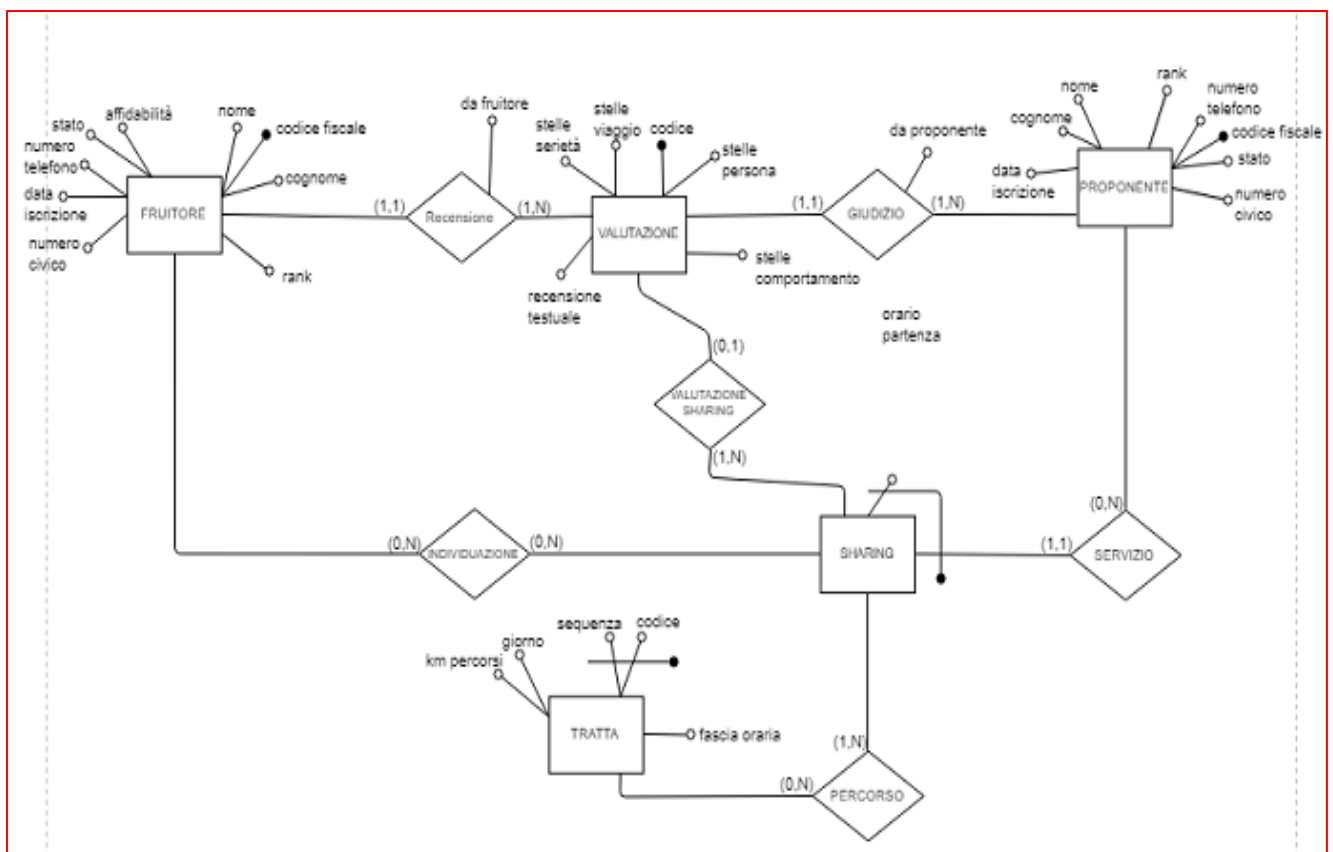 rank
nome
numero
telefono
cognome
codice fiscale
stato
data
iscrizione
numero
civico
PROPONENTE
affidabilità
nome
stato
codice fiscale
numero
telefono
cognome
data
iscrizione
FRUITORE
numero
civico
rank
da fruitore
(1,1)
Recensione
(1,N)
stelle
viaggio
stelle
serietà
codice
stelle
persona
VALUTAZIONE
stelle
comportamento
recensione
testuale
da proponente
(1,1)
GIUDIZIO
(1,N)
orario
partenza
(0,1)
VALUTAZIONE
SHARING
(1,N)
(0,N)
INDIVIDUAZIONE
(0,N)
SHARING
(1,1)
SERVIZIO
(0,N)
sequenza
codice
giorno
km percorsi
TRATTA
fascia oraria
(1,N)
(0,N)
PERCORSO